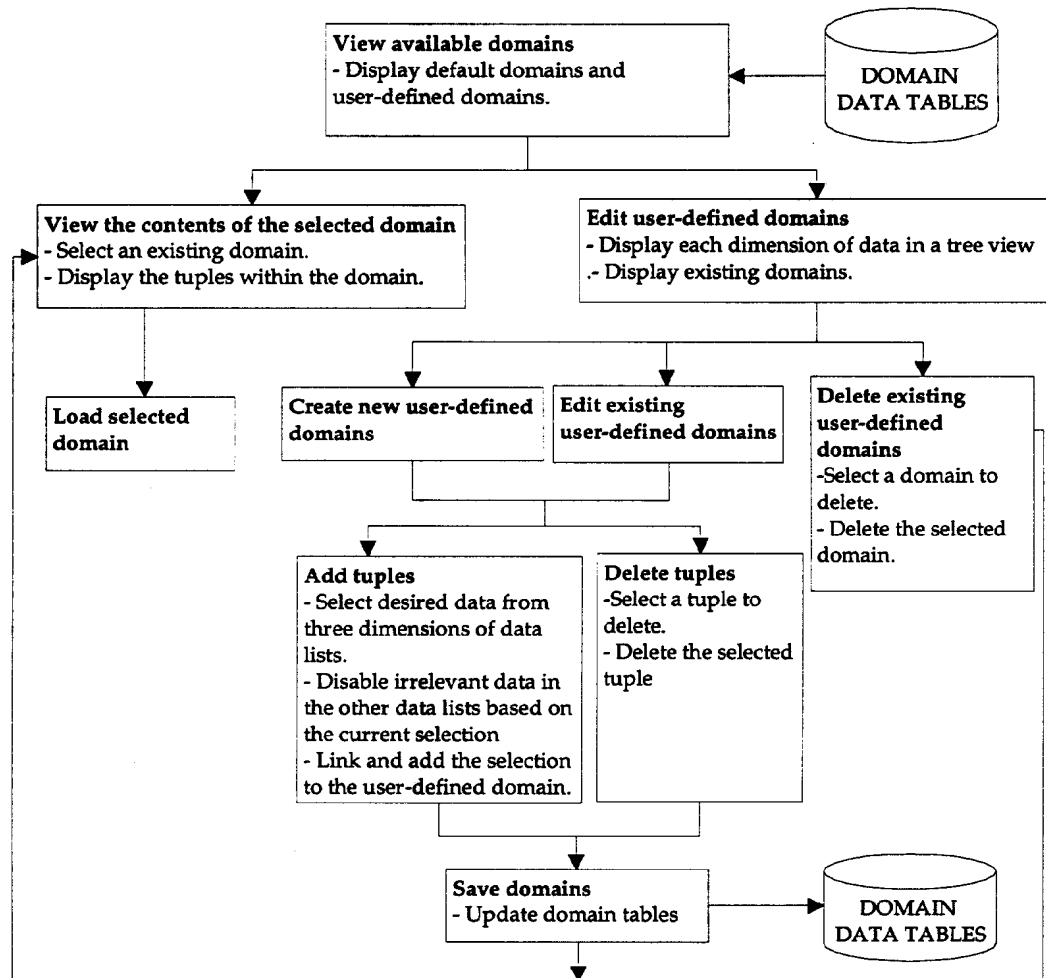 View available domains
- Display default domains and
user-defined domains.
DOMAIN
DATA TABLES
View the contents of the selected domain
- Select an existing domain.
- Display the tuples within the domain.
Edit user-defined domains
- Display each dimension of data in a tree view
.- Display existing domains.
Load selected
domain
Create new user-defined
domains
Edit existing
user-defined domains
Delete existing
user-defined
domains
-Select a domain to
delete.
- Delete the selected
domain.
Add tuples
- Select desired data from
three dimensions of data
lists.
- Disable irrelevant data in
the other data lists based on
the current selection
- Link and add the selection
to the user-defined domain.
Delete tuples
-Select a tuple to
delete.
- Delete the selected
tuple
Save domains
- Update domain tables
DOMAIN
DATA TABLES